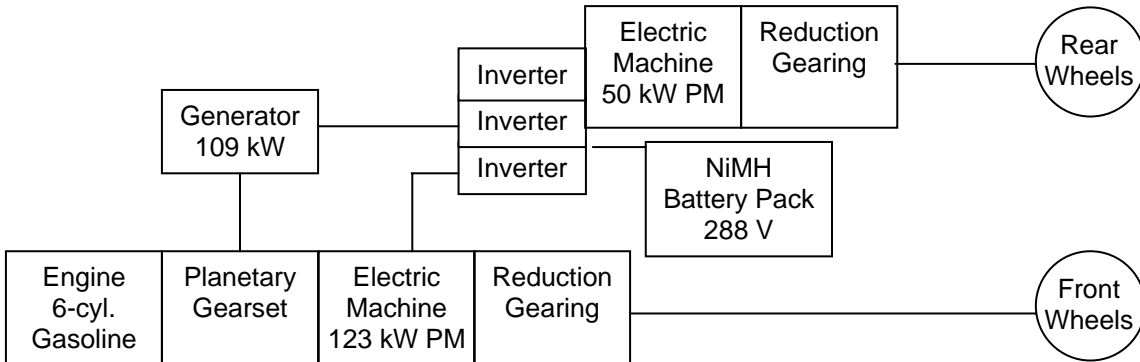 Electric
Machine
50 kW PM
Reduction
Gearing
Rear
Wheels
Inverter
Inverter
Inverter
Generator
109 kW
NiMH
Battery Pack
288 V
Engine
6-cyl.
Gasoline
Planetary
Gearset
Electric
Machine
123 kW PM
Reduction
Gearing
Front
Wheels